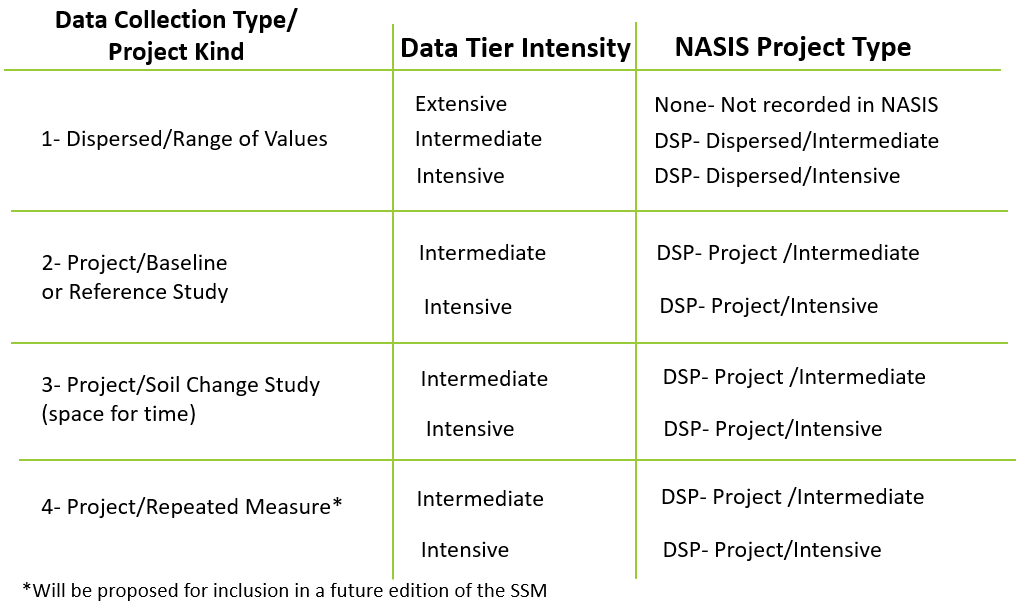 Data Collection Type/
Project Kind
Data Tier Intensity
NASIS Project Type
1- Dispersed/Range of Values
Extensive
None- Not recorded in NASIS
Intermediate
DSP- Dispersed/Intermediate
Intensive
DSP- Dispersed/Intensive
2- Project/Baseline
or Reference Study
Intermediate
DSP- Project /Intermediate
Intensive
DSP- Project/Intensive
3- Project/Soil Change Study
(space for time)
Intermediate
DSP- Project /Intermediate
Intensive
DSP- Project/Intensive
4- Project/Repeated Measure*
Intermediate
DSP- Project /Intermediate
Intensive
DSP- Project/Intensive
*Will be proposed for inclusion in a future edition of the SSM